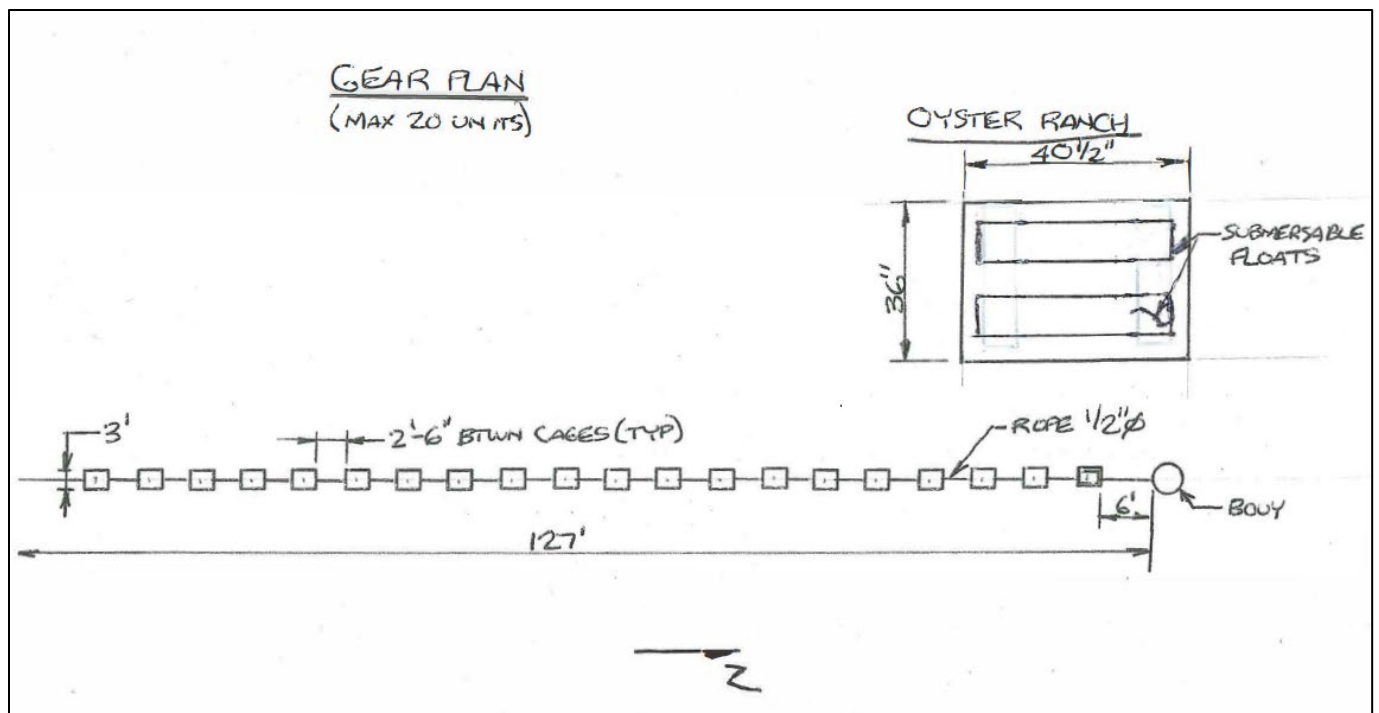 GEAR PLAN
(MAX 20 UNITS)
OYSTER RANCH
40 1/2"
36"
SUBMERSABLE
FLOATS
3'
2'-6" BTWN CAGES (TYP)
ROPE 1/2"ø
6'
BOUY
127'
Z